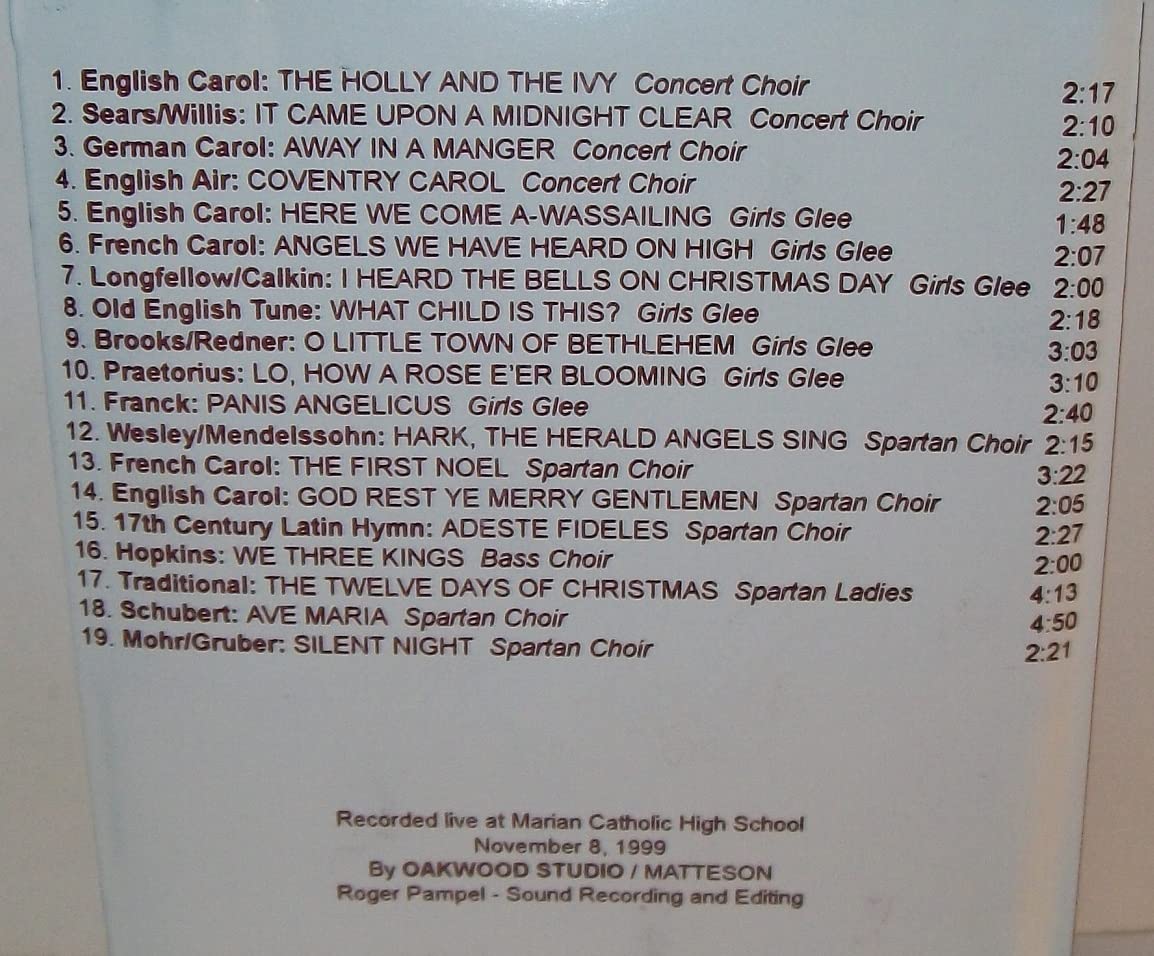 1. English Carol: THE HOLLY AND THE IVY Concert Choir 2:17
2. Sears/Willis: IT CAME UPON A MIDNIGHT CLEAR Concert Choir 2:10
3. German Carol: AWAY IN A MANGER Concert Choir 2:04
4. English Air: COVENTRY CAROL Concert Choir 2:27
5. English Carol: HERE WE COME A-WASSAILING Girls Glee 1:48
6. French Carol: ANGELS WE HAVE HEARD ON HIGH Girls Glee 2:07
7. Longfellow/Calkin: I HEARD THE BELLS ON CHRISTMAS DAY Girls Glee 2:00
8. Old English Tune: WHAT CHILD IS THIS? Girls Glee 2:18
9. Brooks/Redner: O LITTLE TOWN OF BETHLEHEM Girls Glee 3:03
10. Praetorius: LO, HOW A ROSE E'ER BLOOMING Girls Glee 3:10
11. Franck: PANIS ANGELICUS Girls Glee 2:40
12. Wesley/Mendelssohn: HARK, THE HERALD ANGELS SING Spartan Choir 2:15
13. French Carol: THE FIRST NOEL Spartan Choir 3:22
14. English Carol: GOD REST YE MERRY GENTLEMEN Spartan Choir 2:05
15. 17th Century Latin Hymn: ADESTE FIDELES Spartan Choir 2:27
16. Hopkins: WE THREE KINGS Bass Choir 2:00
17. Traditional: THE TWELVE DAYS OF CHRISTMAS Spartan Ladies 4:13
18. Schubert: AVE MARIA Spartan Choir 4:50
19. Mohr/Gruber: SILENT NIGHT Spartan Choir 2:21
Recorded live at Marian Catholic High School
November 8, 1999
By OAKWOOD STUDIO / MATTESON
Roger Pampel - Sound Recording and Editing